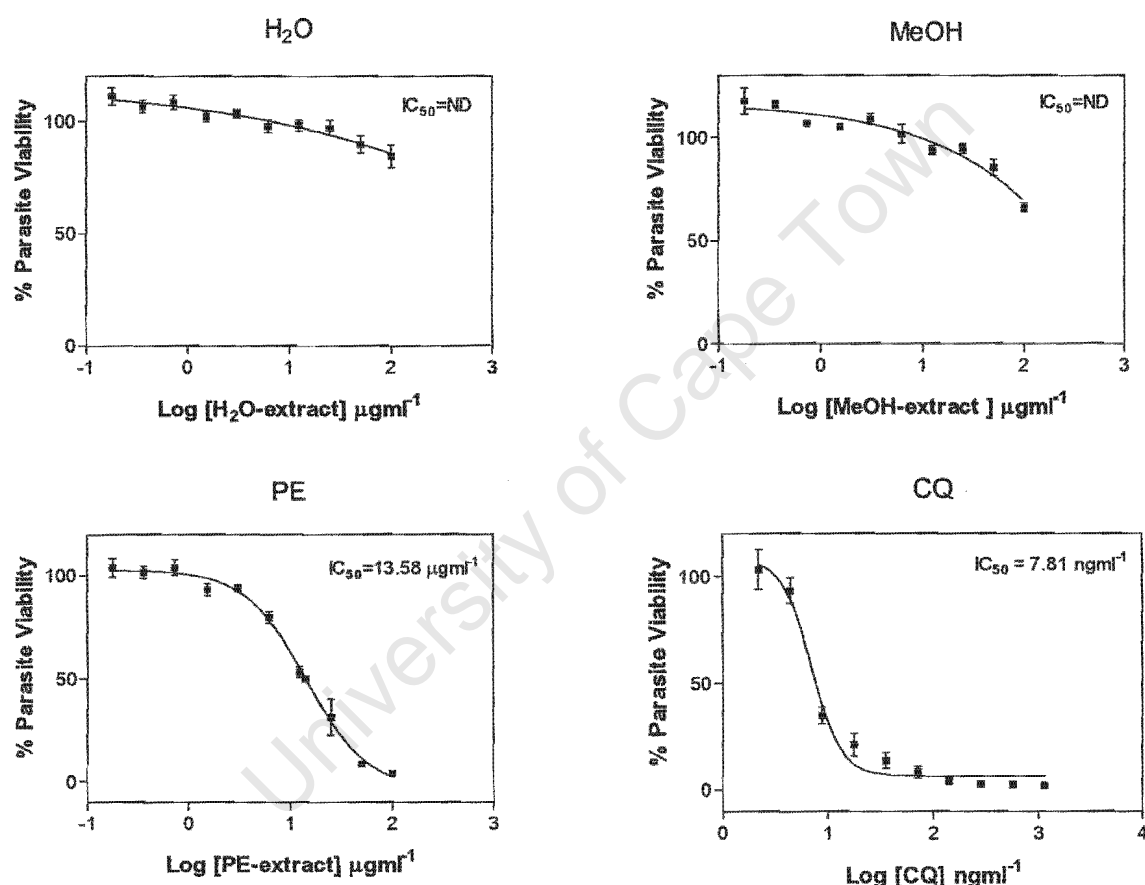 H₂O
IC₅₀=ND
100
50
0
-1 0 1 2 3
% Parasite Viability
Log [H₂O-extract] µgml⁻¹
MeOH
IC₅₀=ND
100
50
0
-1 0 1 2 3
% Parasite Viability
Log [MeOH-extract ] µgml⁻¹
PE
IC₅₀=13.58 µgml⁻¹
100
50
0
-1 0 1 2 3
% Parasite Viability
Log [PE-extract] µgml⁻¹
CQ
IC₅₀ = 7.81 ngml⁻¹
100
50
0
0 1 2 3 4
% Parasite Viability
Log [CQ] ngml⁻¹
University of Cape Town